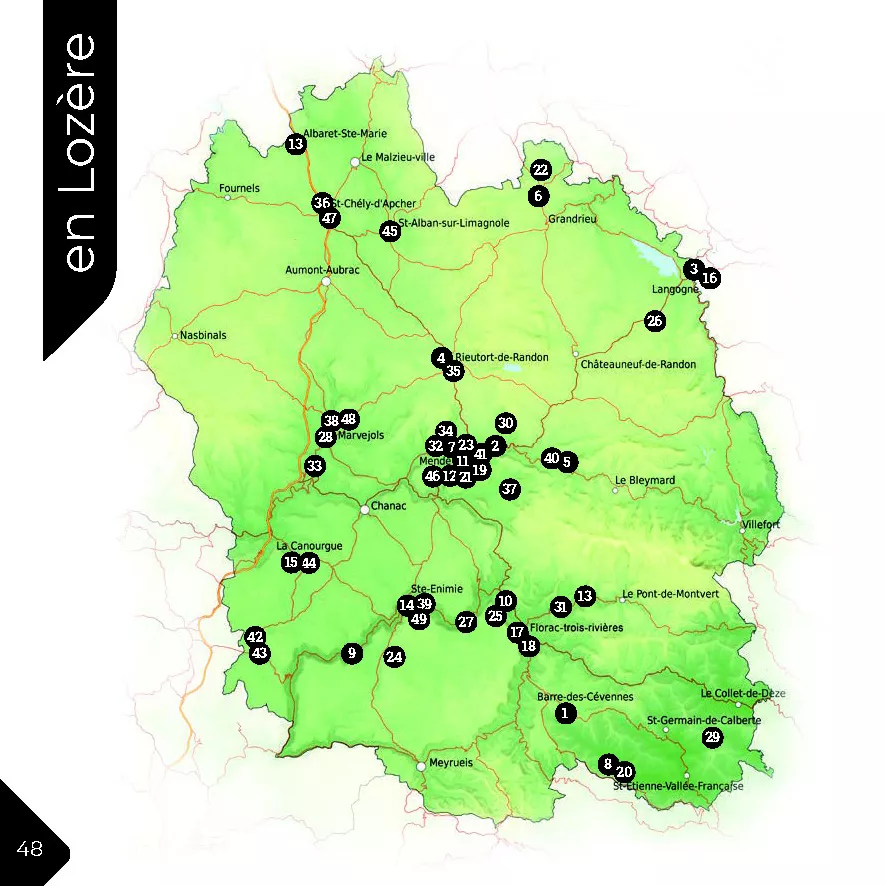 en Lozère
Albaret-Ste-Marie
13
Le Malzieu-ville
22
Fournels
6
36
St-Chély-d'Apcher
47
Grandrieu
45
St-Alban-sur-Limagnole
Aumont-Aubrac
3
16
Langogne
26
Nasbinals
4
Rieutort-de-Randon
35
Châteauneuf-de-Randon
38
48
30
34
28
Marvejols
32
7
23
2
41
Mende
11
40
5
33
19
46
12
21
37
Le Bleymard
Chanac
Villefort
La Canourgue
15
44
Ste-Enimie
13
Le Pont-de-Montvert
10
14
39
31
49
25
27
Florac-trois-rivières
17
42
18
43
9
24
Barre-des-Cévennes
Le Collet-de-Dèze
1
St-Germain-de-Calberte
29
Meyrueis
8
20
St-Etienne-Vallée-Française
48